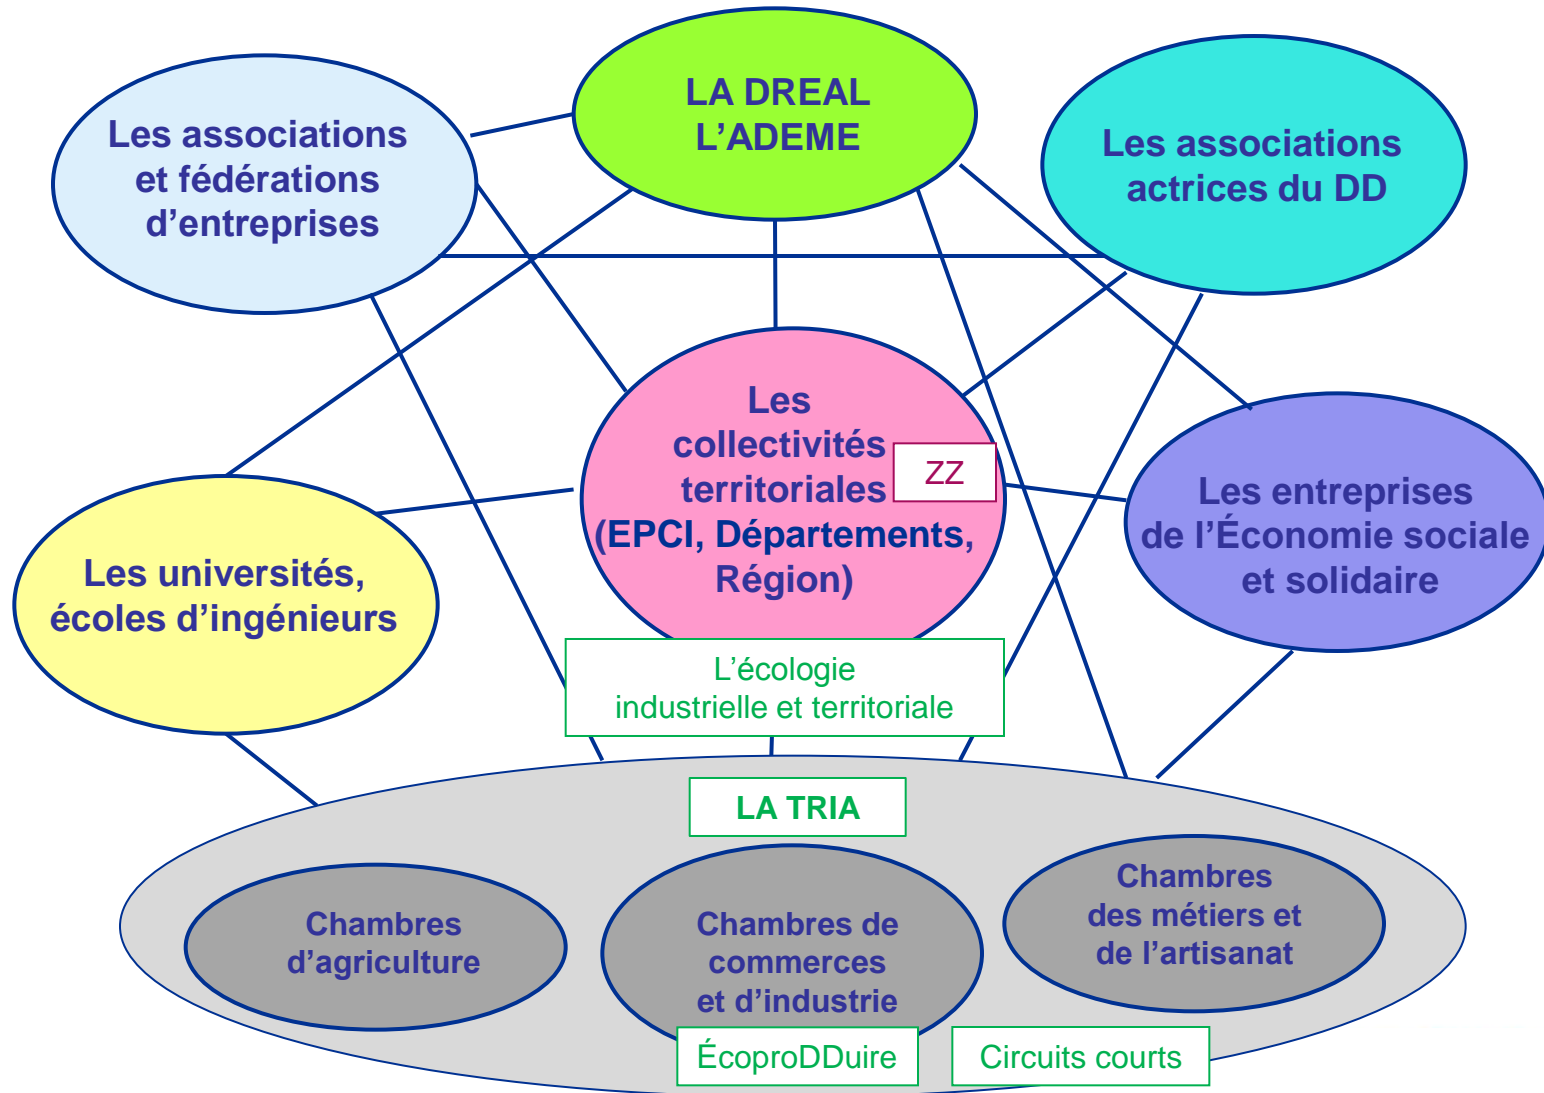 LA DREAL
L’ADEME
Les associations
et fédérations
d’entreprises
Les associations
actrices du DD
Les
collectivités
territoriales
(EPCI, Départements,
Région)
ZZ
Les entreprises
de l’Économie sociale
et solidaire
Les universités,
écoles d’ingénieurs
L’écologie
industrielle et territoriale
LA TRIA
Chambres
d’agriculture
Chambres de
commerces
et d’industrie
Chambres
des métiers et
de l’artisanat
ÉcoproDDuire
Circuits courts